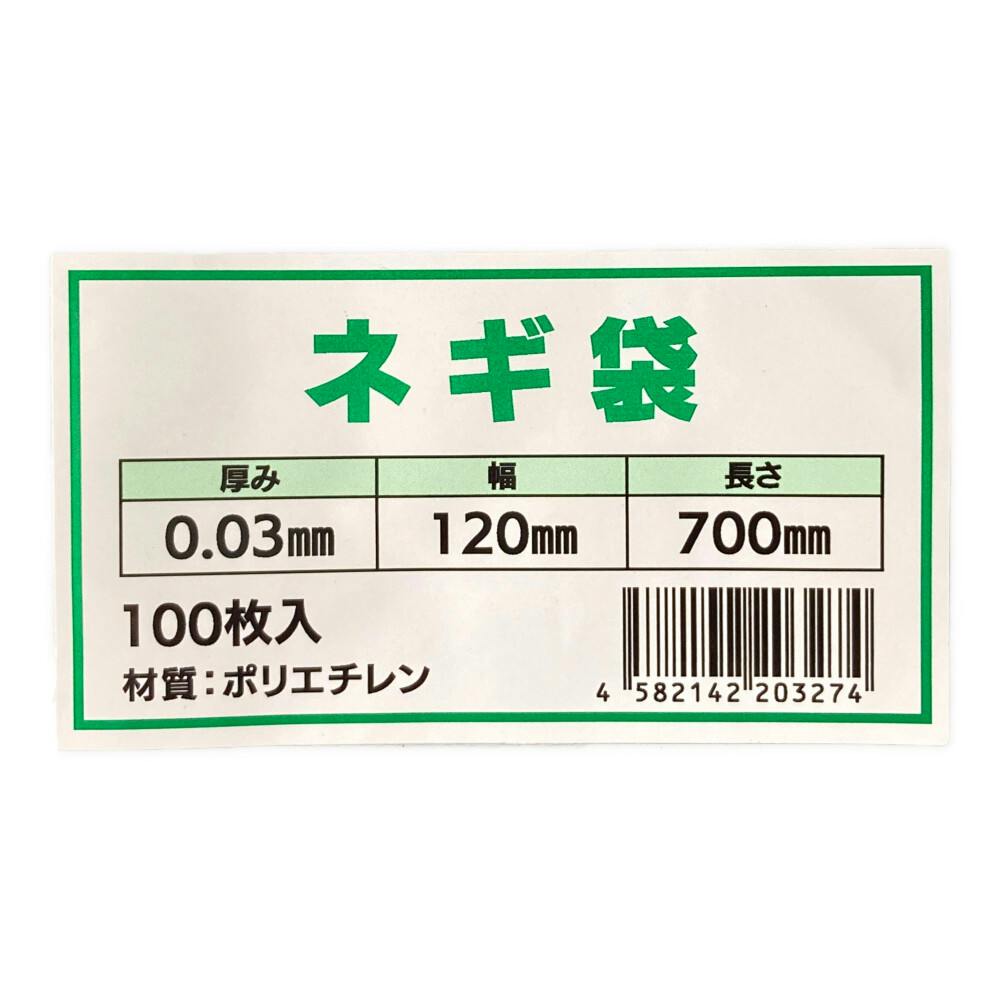 ネギ袋
厚み 幅 長さ
0.03㎜ 120㎜ 700㎜
100枚入
材質：ポリエチレン
4 582142 203274